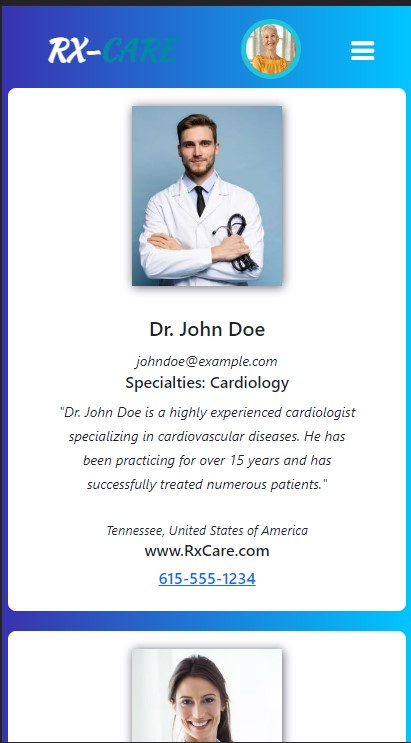 RX-CARE
Dr. John Doe
johndoe@example.com
Specialties: Cardiology
"Dr. John Doe is a highly experienced cardiologist
specializing in cardiovascular diseases. He has
been practicing for over 15 years and has
successfully treated numerous patients."
Tennessee, United States of America
www.RxCare.com
615-555-1234